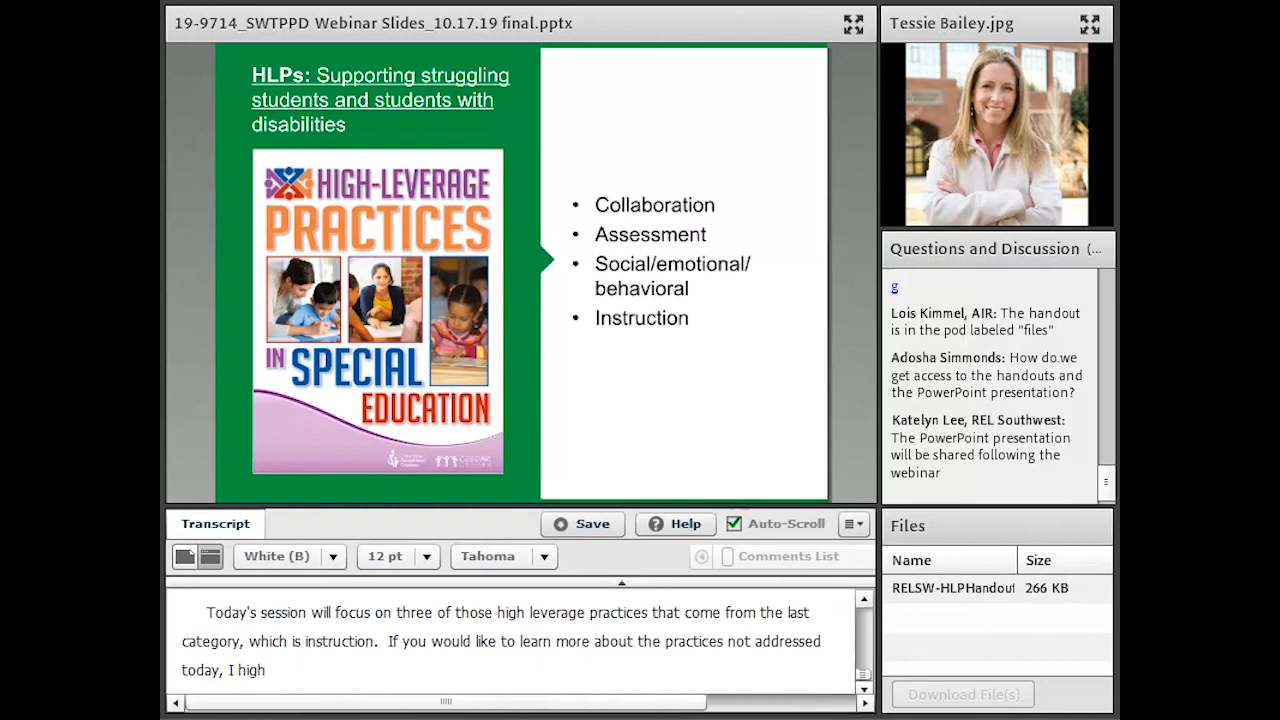 19-9714_SWTPPD Webinar Slides_10.17.19 final.pptx
HLPs: Supporting struggling
students and students with
disabilities
HIGH-LEVERAGE
PRACTICES
IN SPECIAL
EDUCATION
• Collaboration
• Assessment
• Social/emotional/
behavioral
• Instruction
Tessie Bailey.jpg
Questions and Discussion (...
g
Lois Kimmel, AIR: The handout
is in the pod labeled "files"
Adosha Simmonds: How do.we
get access to the handouts and
the PowerPoint presentation?
Katelyn Lee, REL Southwest:
The PowerPoint presentation
will be shared following the
webinar
Transcript
Save
Help
Auto-Scroll
White (B)
12 pt
Tahoma
Comments List
Today's session will focus on three of those high leverage practices that come from the last
category, which is instruction.  If you would like to learn more about the practices not addressed
today, I high
Files
Name Size
RELSW-HLPHandout 266 KB
Download File(s)